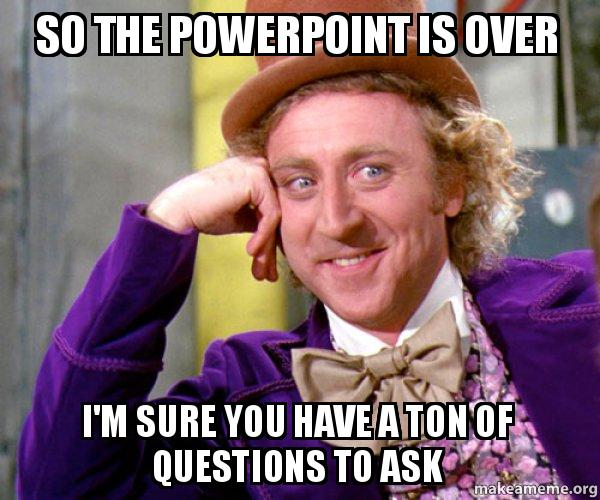 SO THE POWERPOINT IS OVER
I'M SURE YOU HAVE A TON OF
QUESTIONS TO ASK
makeameme.org